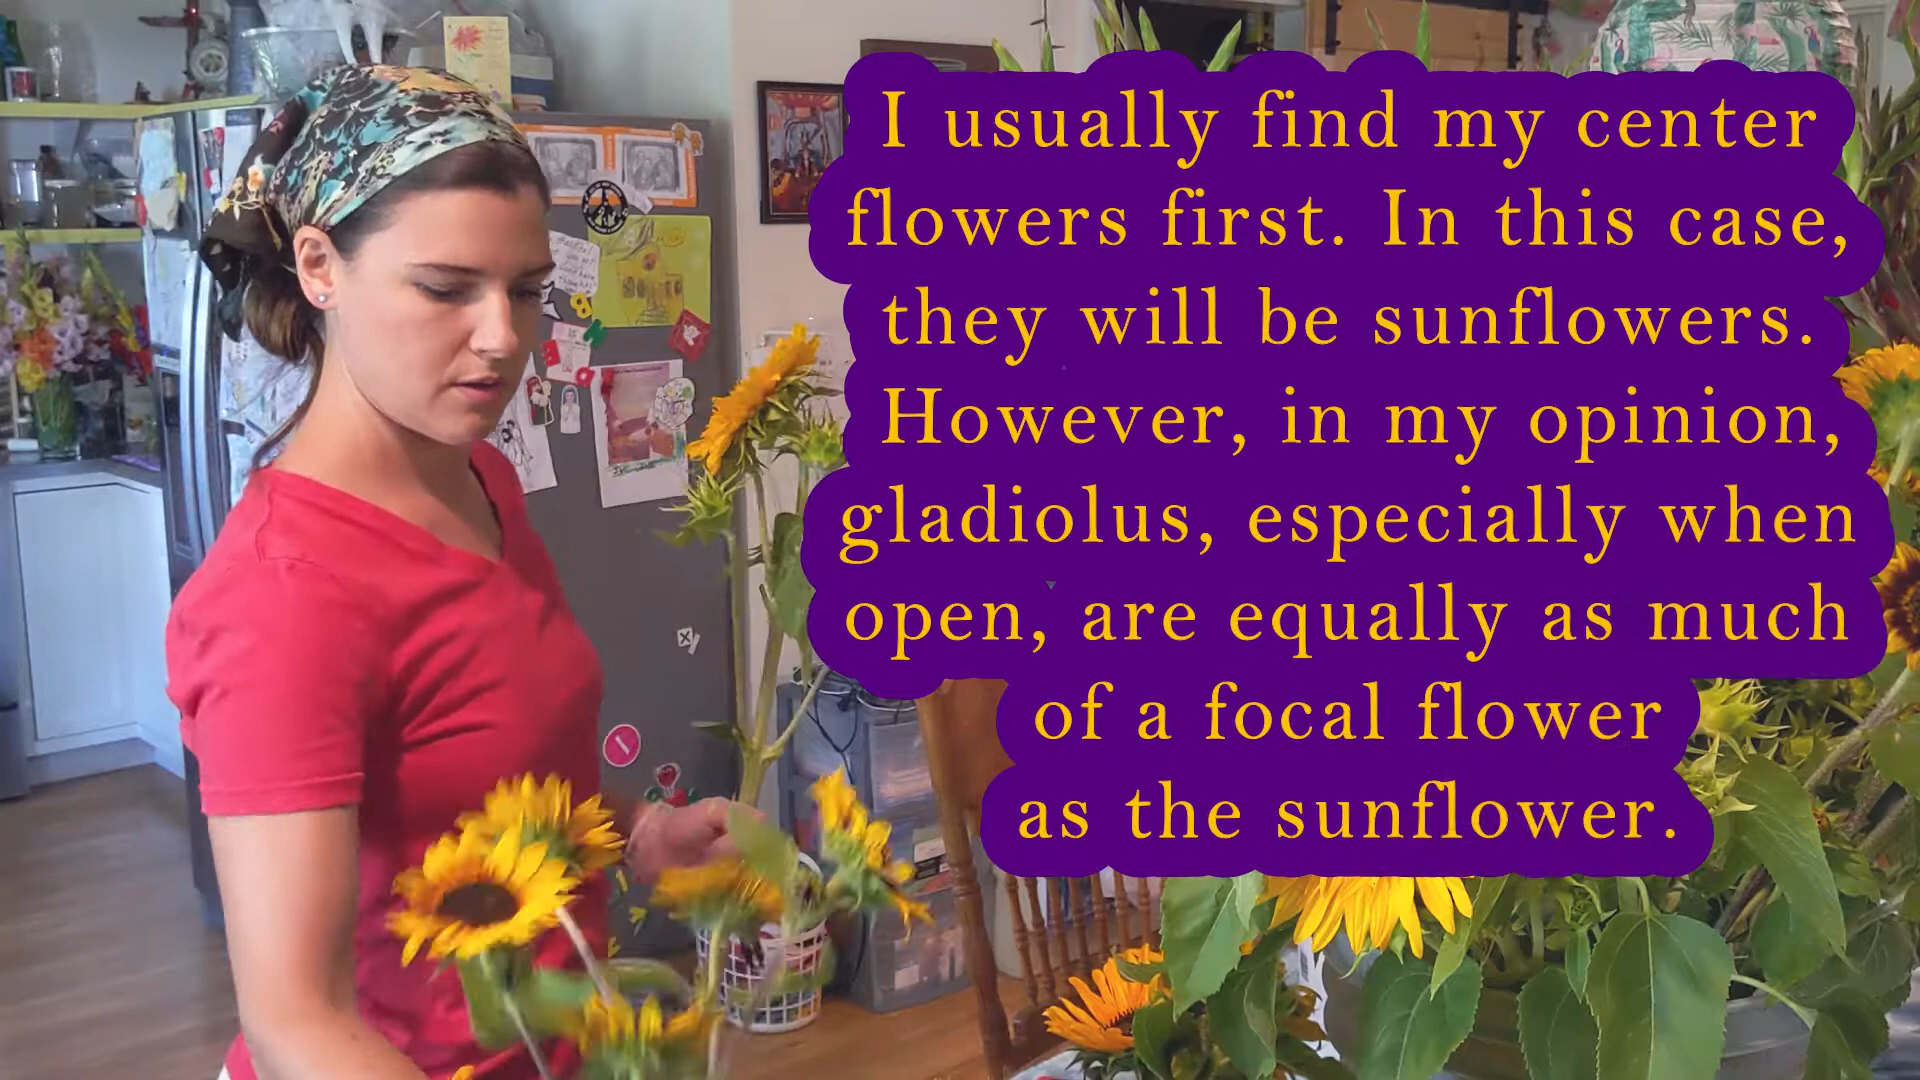 I usually find my center
flowers first. In this case,
they will be sunflowers.
However, in my opinion,
gladiolus, especially when
open, are equally as much
of a focal flower
as the sunflower.